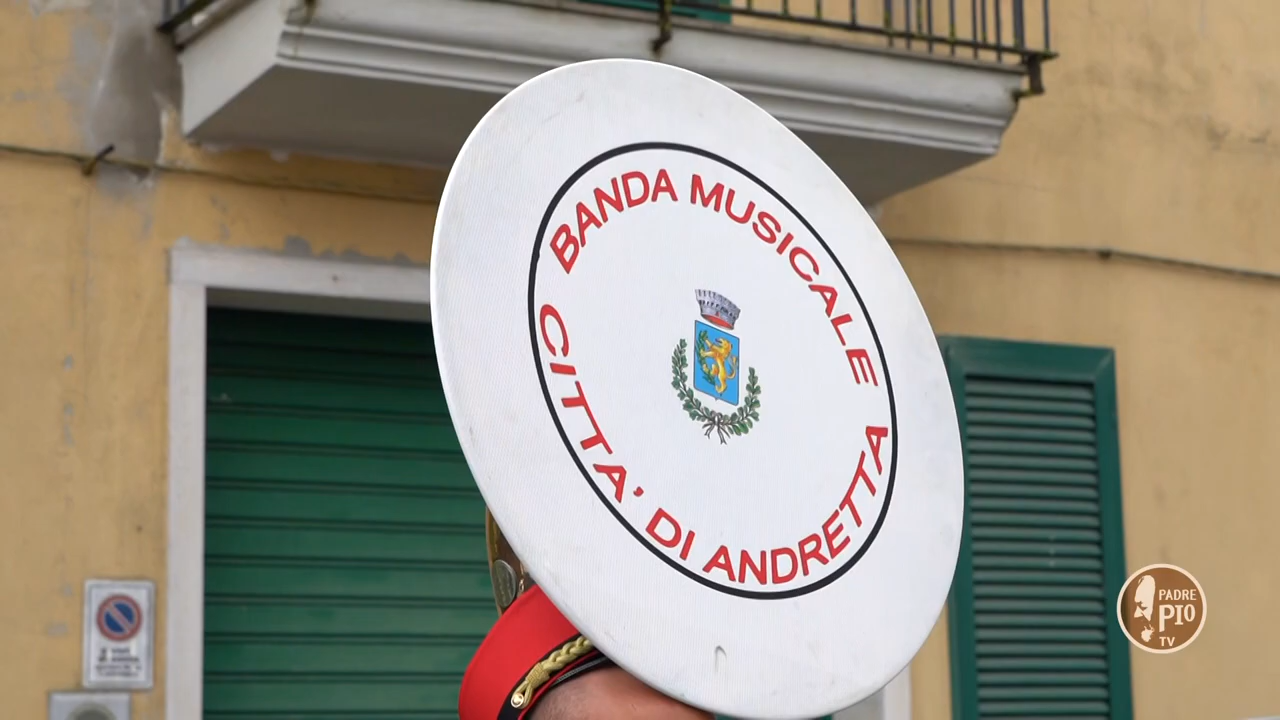 BANDA MUSICALE
CITTA' DI ANDRETTA
PADRE
PIO
TV